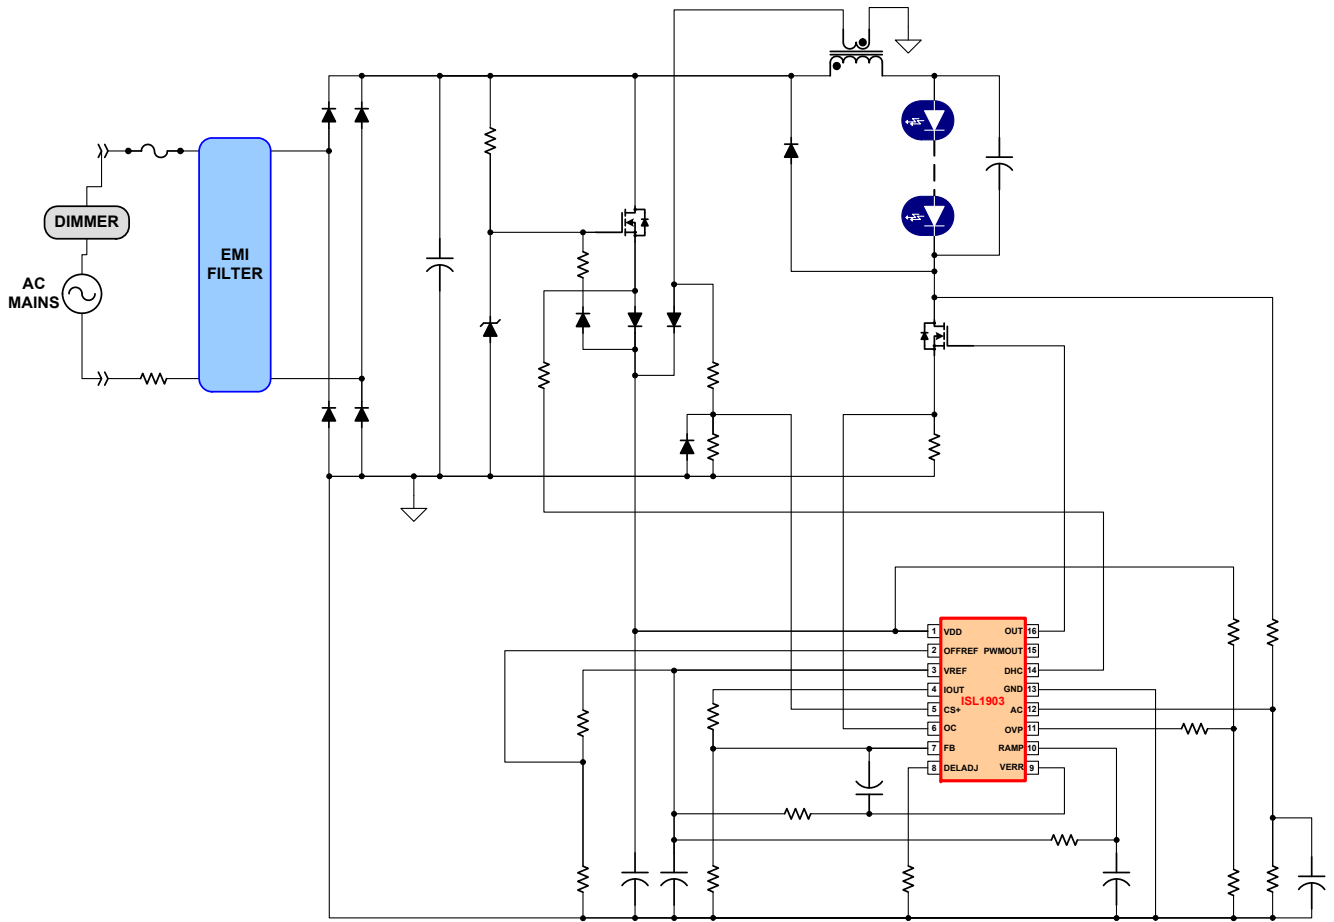 DIMMER
AC
MAINS
EMI
FILTER
1 VDD OUT 16
2 OFFREF PWMOUT 15
3 VREF DHC 14
4 IOUT GND 13
ISL1903
5 CS+ AC 12
6 OC OVP 11
7 FB RAMP 10
8 DELADJ VERR 9